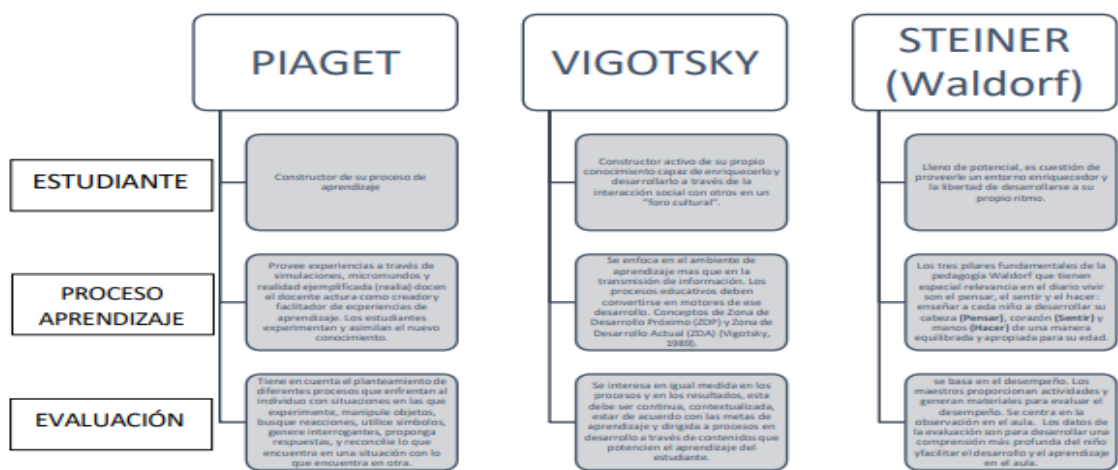 PIAGET
VIGOTSKY
STEINER
(Waldorf)
ESTUDIANTE
Constructor de su proceso de
aprendizaje
Constructor activo de su propio
conocimiento capaz de enriquecerlo y
desarrollarlo a través de la
interacción social con otros en un
"foro cultural".
Lleno de potencial, es cuestión de
proveerle un entorno enriquecedor y
la libertad de desarrollarse a su
propio ritmo.
PROCESO
APRENDIZAJE
Provee experiencias a través de
simulaciones, micromundos y
realidad ejemplificada (realia) docen
el docente actura como creadory
facilitador de ecperiencias de
aprendizaje. Los estudiantes
experimentan y asimilan el nuevo
conocimiento.
Se enfoca en el ambiente de
aprendizaje mas que en la
transmisión de información. Los
procesos educativos deben
convertirse en motores de ese
desarrollo. Conceptos de Zona de
Desarrollo Próximo (ZDP) y Zona de
Desarrollo Actual (ZDA) (Vigotsky,
1989).
Los tres pilares fundamentales de la
pedagogía Waldorf que tienen
especial relevancia en el diario vivir
son el pensar, el sentir y el hacer:
enseñar a cada niño a desarrollar su
cabeza (Pensar), corazón (Sentir) y
manos (Hacer) de una manera
equilibrada y apropiada para su edad.
EVALUACIÓN
Tiene en cuenta el planteamiento de
diferentes procesos que enfrentan al
individuo con situaciones en las que
experimente, manipule objetos,
busque reacciones, utilice símbolos,
genere interrogantes, proponga
respuestas, y reconcilie lo que
encuentra en una situación con lo
que encuentra en otra.
Se interesa en igual medida en los
procesos y en los resultados, esta
debe ser continua, contextualizada,
estar de acuerdo con las metas de
aprendizaje y dirigida a procesos en
desarrollo a través de contenidos que
potencien el aprendizaje del
estudiante.
se basa en el desempeño. Los
maestros proporcionan actividades y
generan materiales para evaluar el
desempeño. Se centra en la
observación en el aula. Los datos de
la evaluación son para desarrollar una
comprensión más profunda del niño
yfacilitar el desarrollo y el aprendizaje
en el aula.